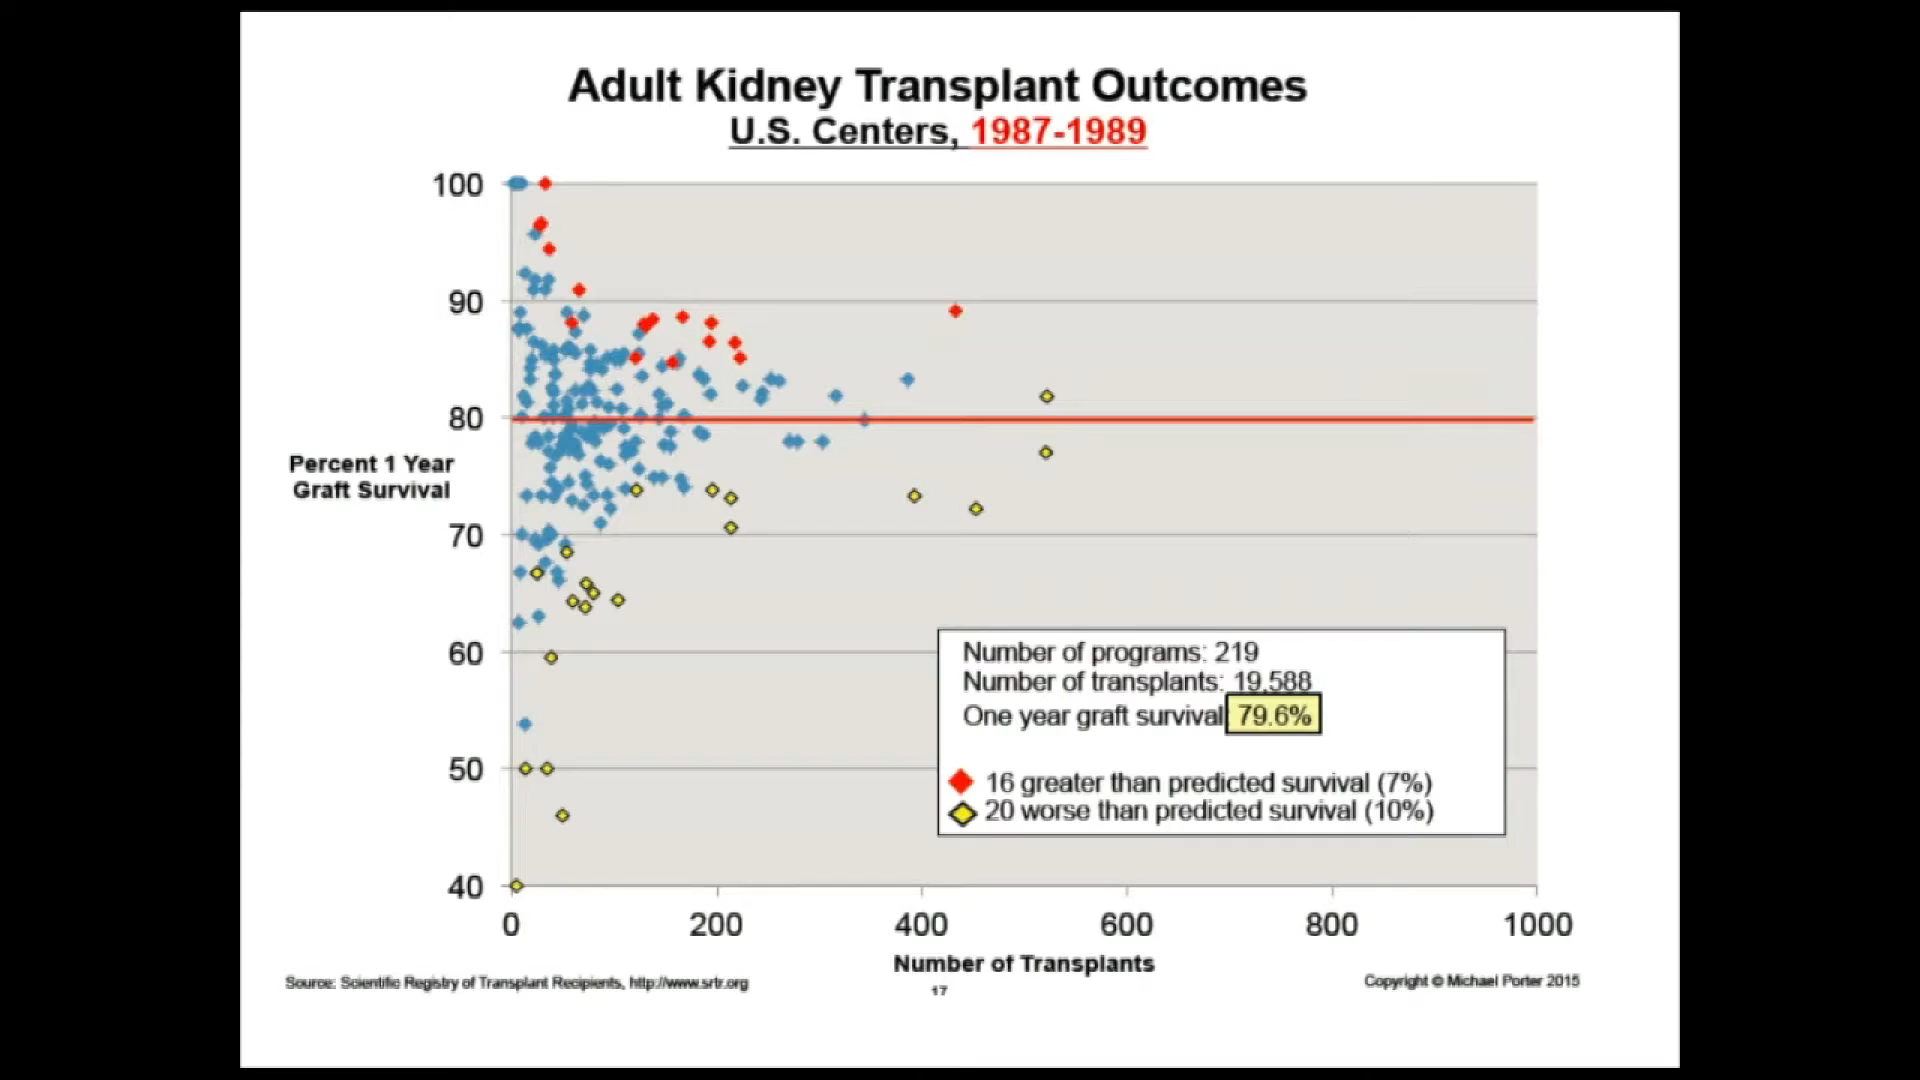 Adult Kidney Transplant Outcomes
U.S. Centers, 1987-1989
100
90
80
Percent 1 Year
Graft Survival
70
60
50
40
Number of programs: 219
Number of transplants: 19,588
One year graft survival: 79.6%
16 greater than predicted survival (7%)
20 worse than predicted survival (10%)
0 200 400 600 800 1000
Number of Transplants
Source: Scientific Registry of Transplant Recipients, http://www.srtr.org
17
Copyright © Michael Porter 2015